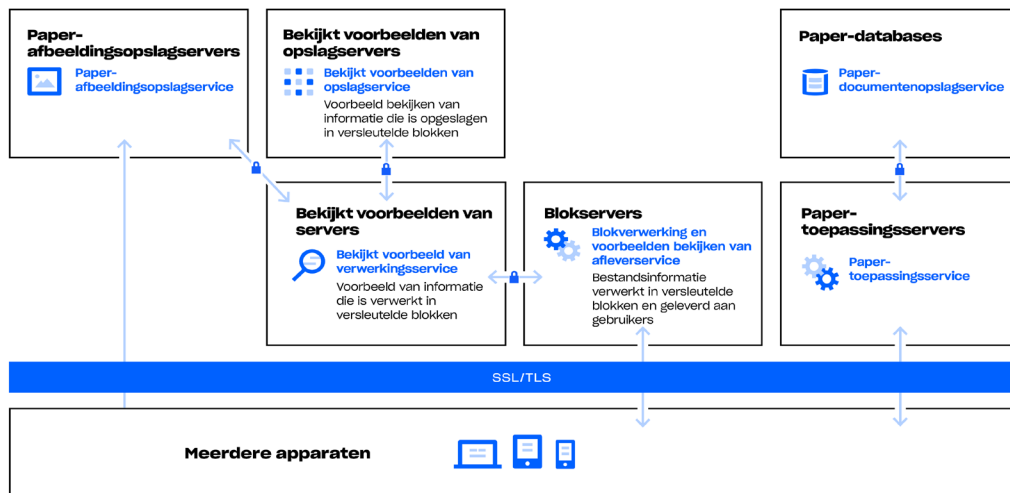 Paper-
afbeeldingsopslagservers
Paper-
afbeeldingsopslagservice
Bekijkt voorbeelden van
opslagservers
Bekijkt voorbeelden van
opslagservice
Voorbeeld bekijken van
informatie die is opgeslagen
in versleutelde blokken
Paper-databases
Paper-
documentenopslagservice
Bekijkt voorbeelden van
servers
Bekijkt voorbeeld van
verwerkingsservice
Voorbeeld van informatie
die is verwerkt in
versleutelde blokken
Blokservers
Blokverwerking en
voorbeelden bekijken van
afleverservice
Bestandsinformatie
verwerkt in versleutelde
blokken en geleverd aan
gebruikers
Paper-
toepassingsservers
Paper-
toepassingsservice
SSL/TLS
Meerdere apparaten